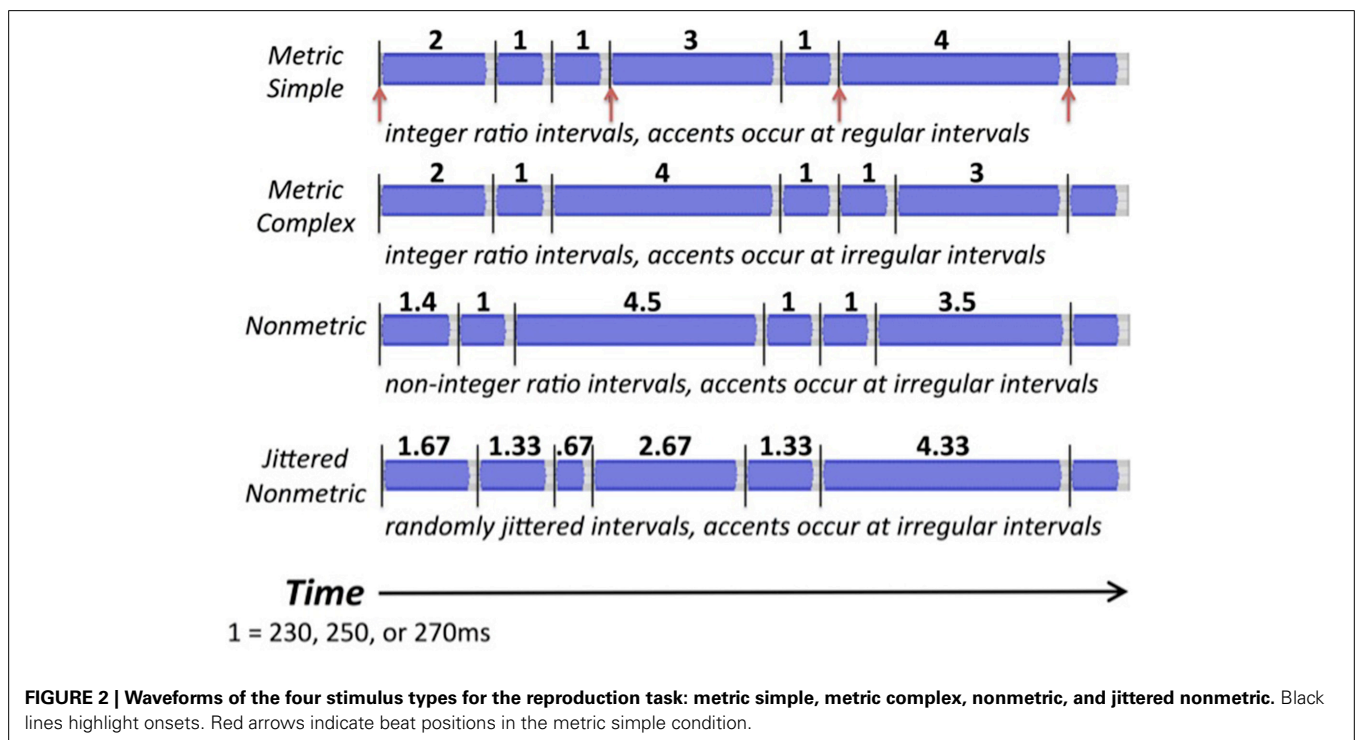 2 1 1 3 1 4
Metric
Simple
integer ratio intervals, accents occur at regular intervals
2 1 4 1 1 3
Metric
Complex
integer ratio intervals, accents occur at irregular intervals
1.4 1 4.5 1 1 3.5
Nonmetric
non-integer ratio intervals, accents occur at irregular intervals
1.67 1.33 .67 2.67 1.33 4.33
Jittered
Nonmetric
randomly jittered intervals, accents occur at irregular intervals
Time
1 = 230, 250, or 270ms
FIGURE 2 | Waveforms of the four stimulus types for the reproduction task: metric simple, metric complex, nonmetric, and jittered nonmetric. Black
lines highlight onsets. Red arrows indicate beat positions in the metric simple condition.